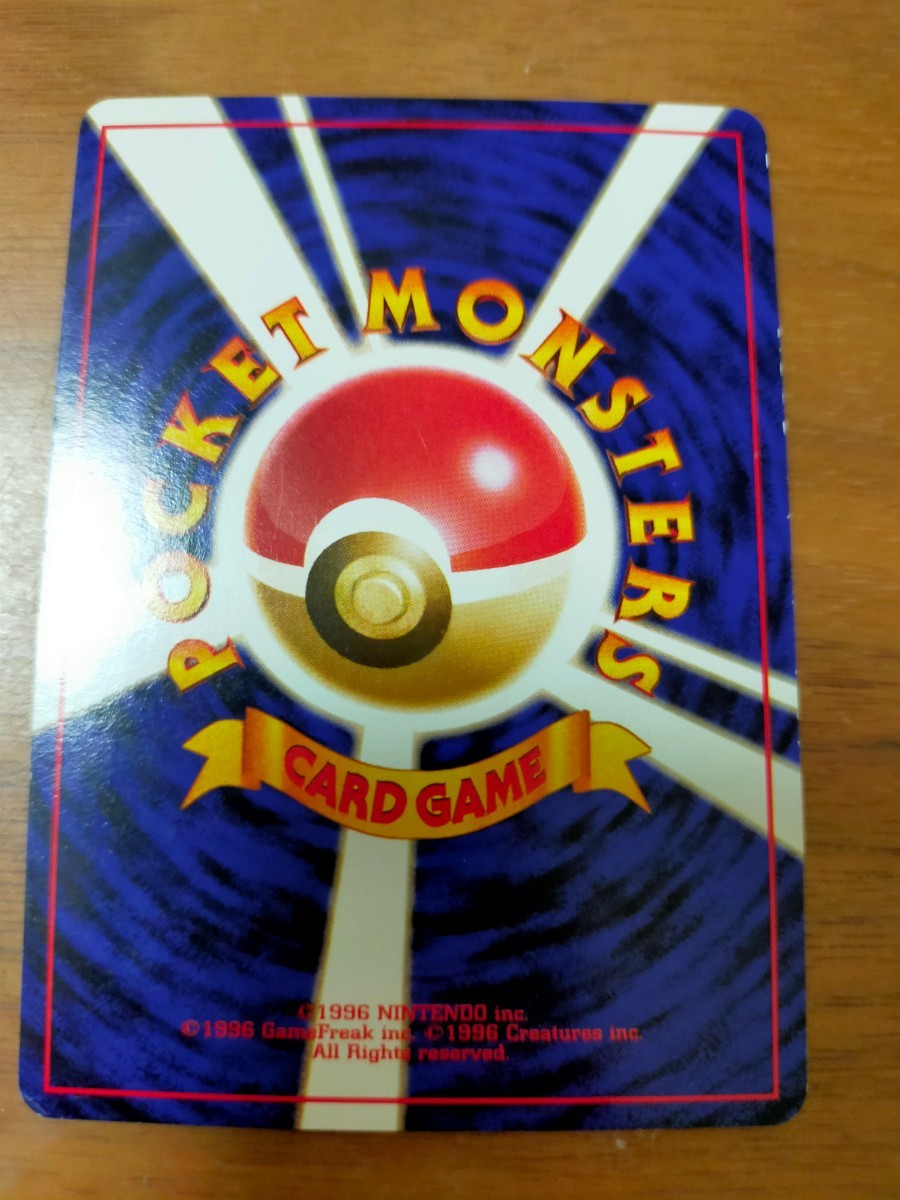 POCKET MONSTERS
CARD GAME
©1996 NINTENDO inc.
©1996 GameFreak inc. ©1996 Creatures inc.
All Rights reserved.